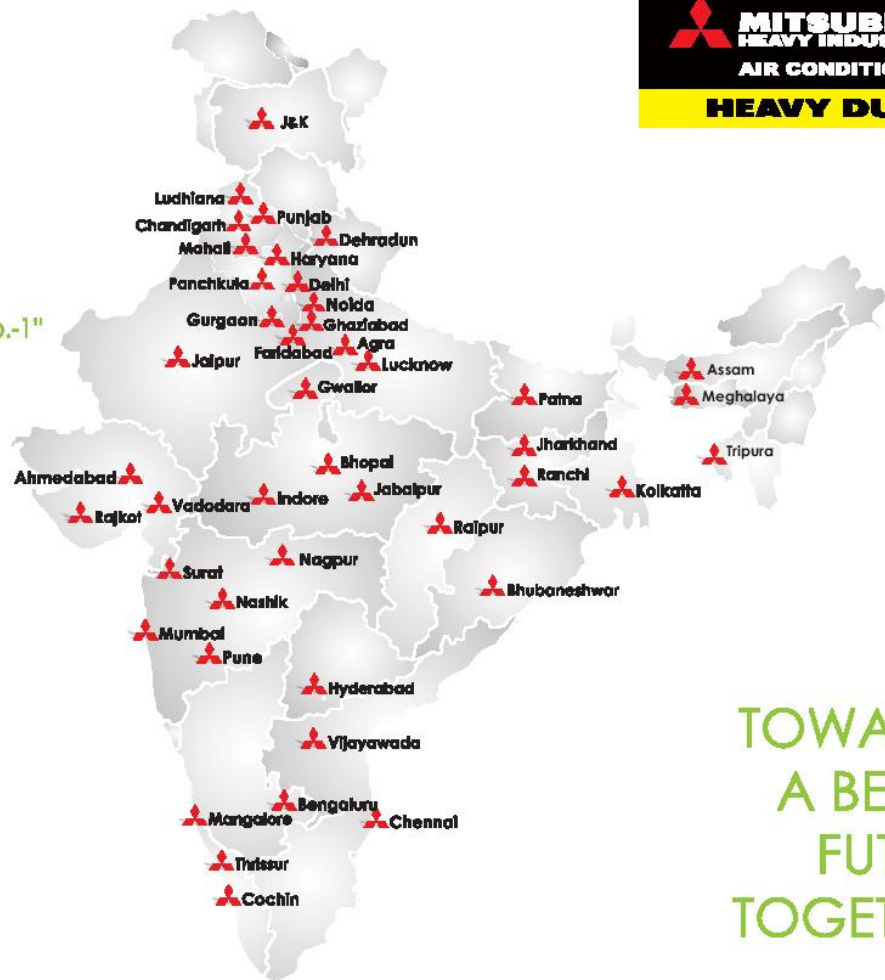 MITSUBI
HEAVY INDUS
AIR CONDITIO
HEAVY DU
J&K
Ludhiana
Punjab
Chandigarh
Mohali
Dehradun
Haryana
Panchkula
Delhi
Noida
Gurgaon
Ghaziabad
.-1"
Faridabad
Agra
Jaipur
Lucknow
Assam
Gwalior
Patna
Meghalaya
Jharkhand
Tripura
Bhopal
Ahmedabad
Ranchi
Jabalpur
Kolkatta
Indore
Vadodara
Rajkot
Raipur
Nagpur
Surat
Bhubaneshwar
Nashik
Mumbai
Pune
Hyderabad
Vijayawada
Bengaluru
Mangalore
Chennai
Thrissur
Cochin
TOWA
A BE
FUT
TOGET